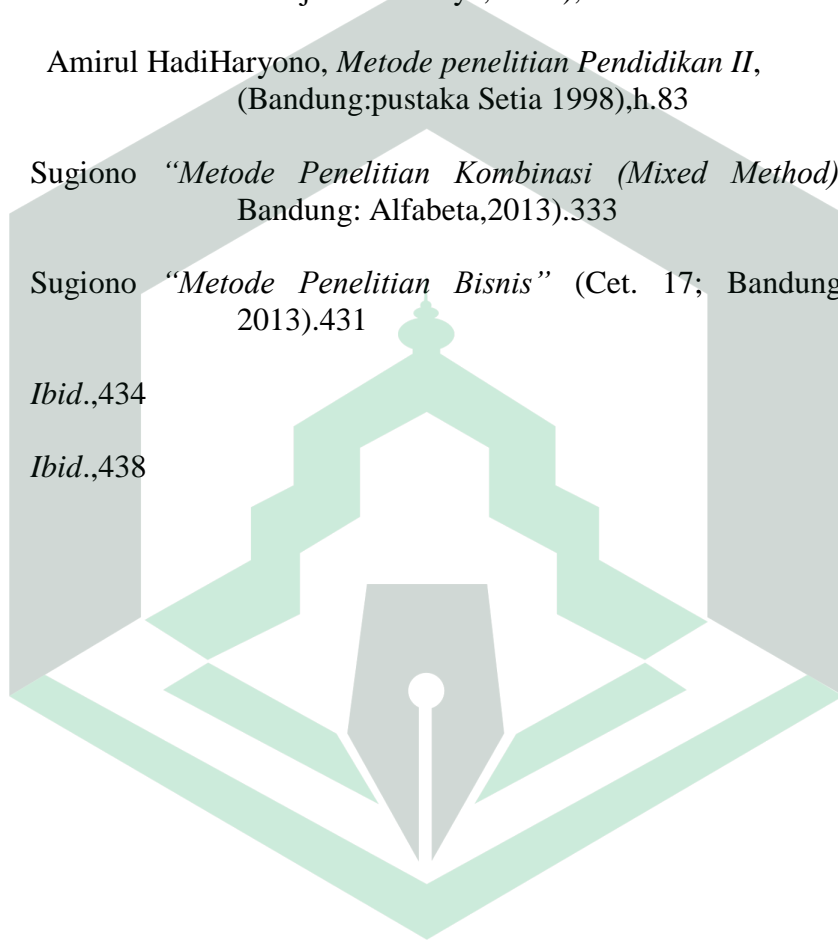 Amirul HadiHaryono, Metode penelitian Pendidikan II,
(Bandung:pustaka Setia 1998),h.83
Sugiono “Metode Penelitian Kombinasi (Mixed Method)
Bandung: Alfabeta,2013).333
Sugiono “Metode Penelitian Bisnis” (Cet. 17; Bandung
2013).431
Ibid.,434
Ibid.,438